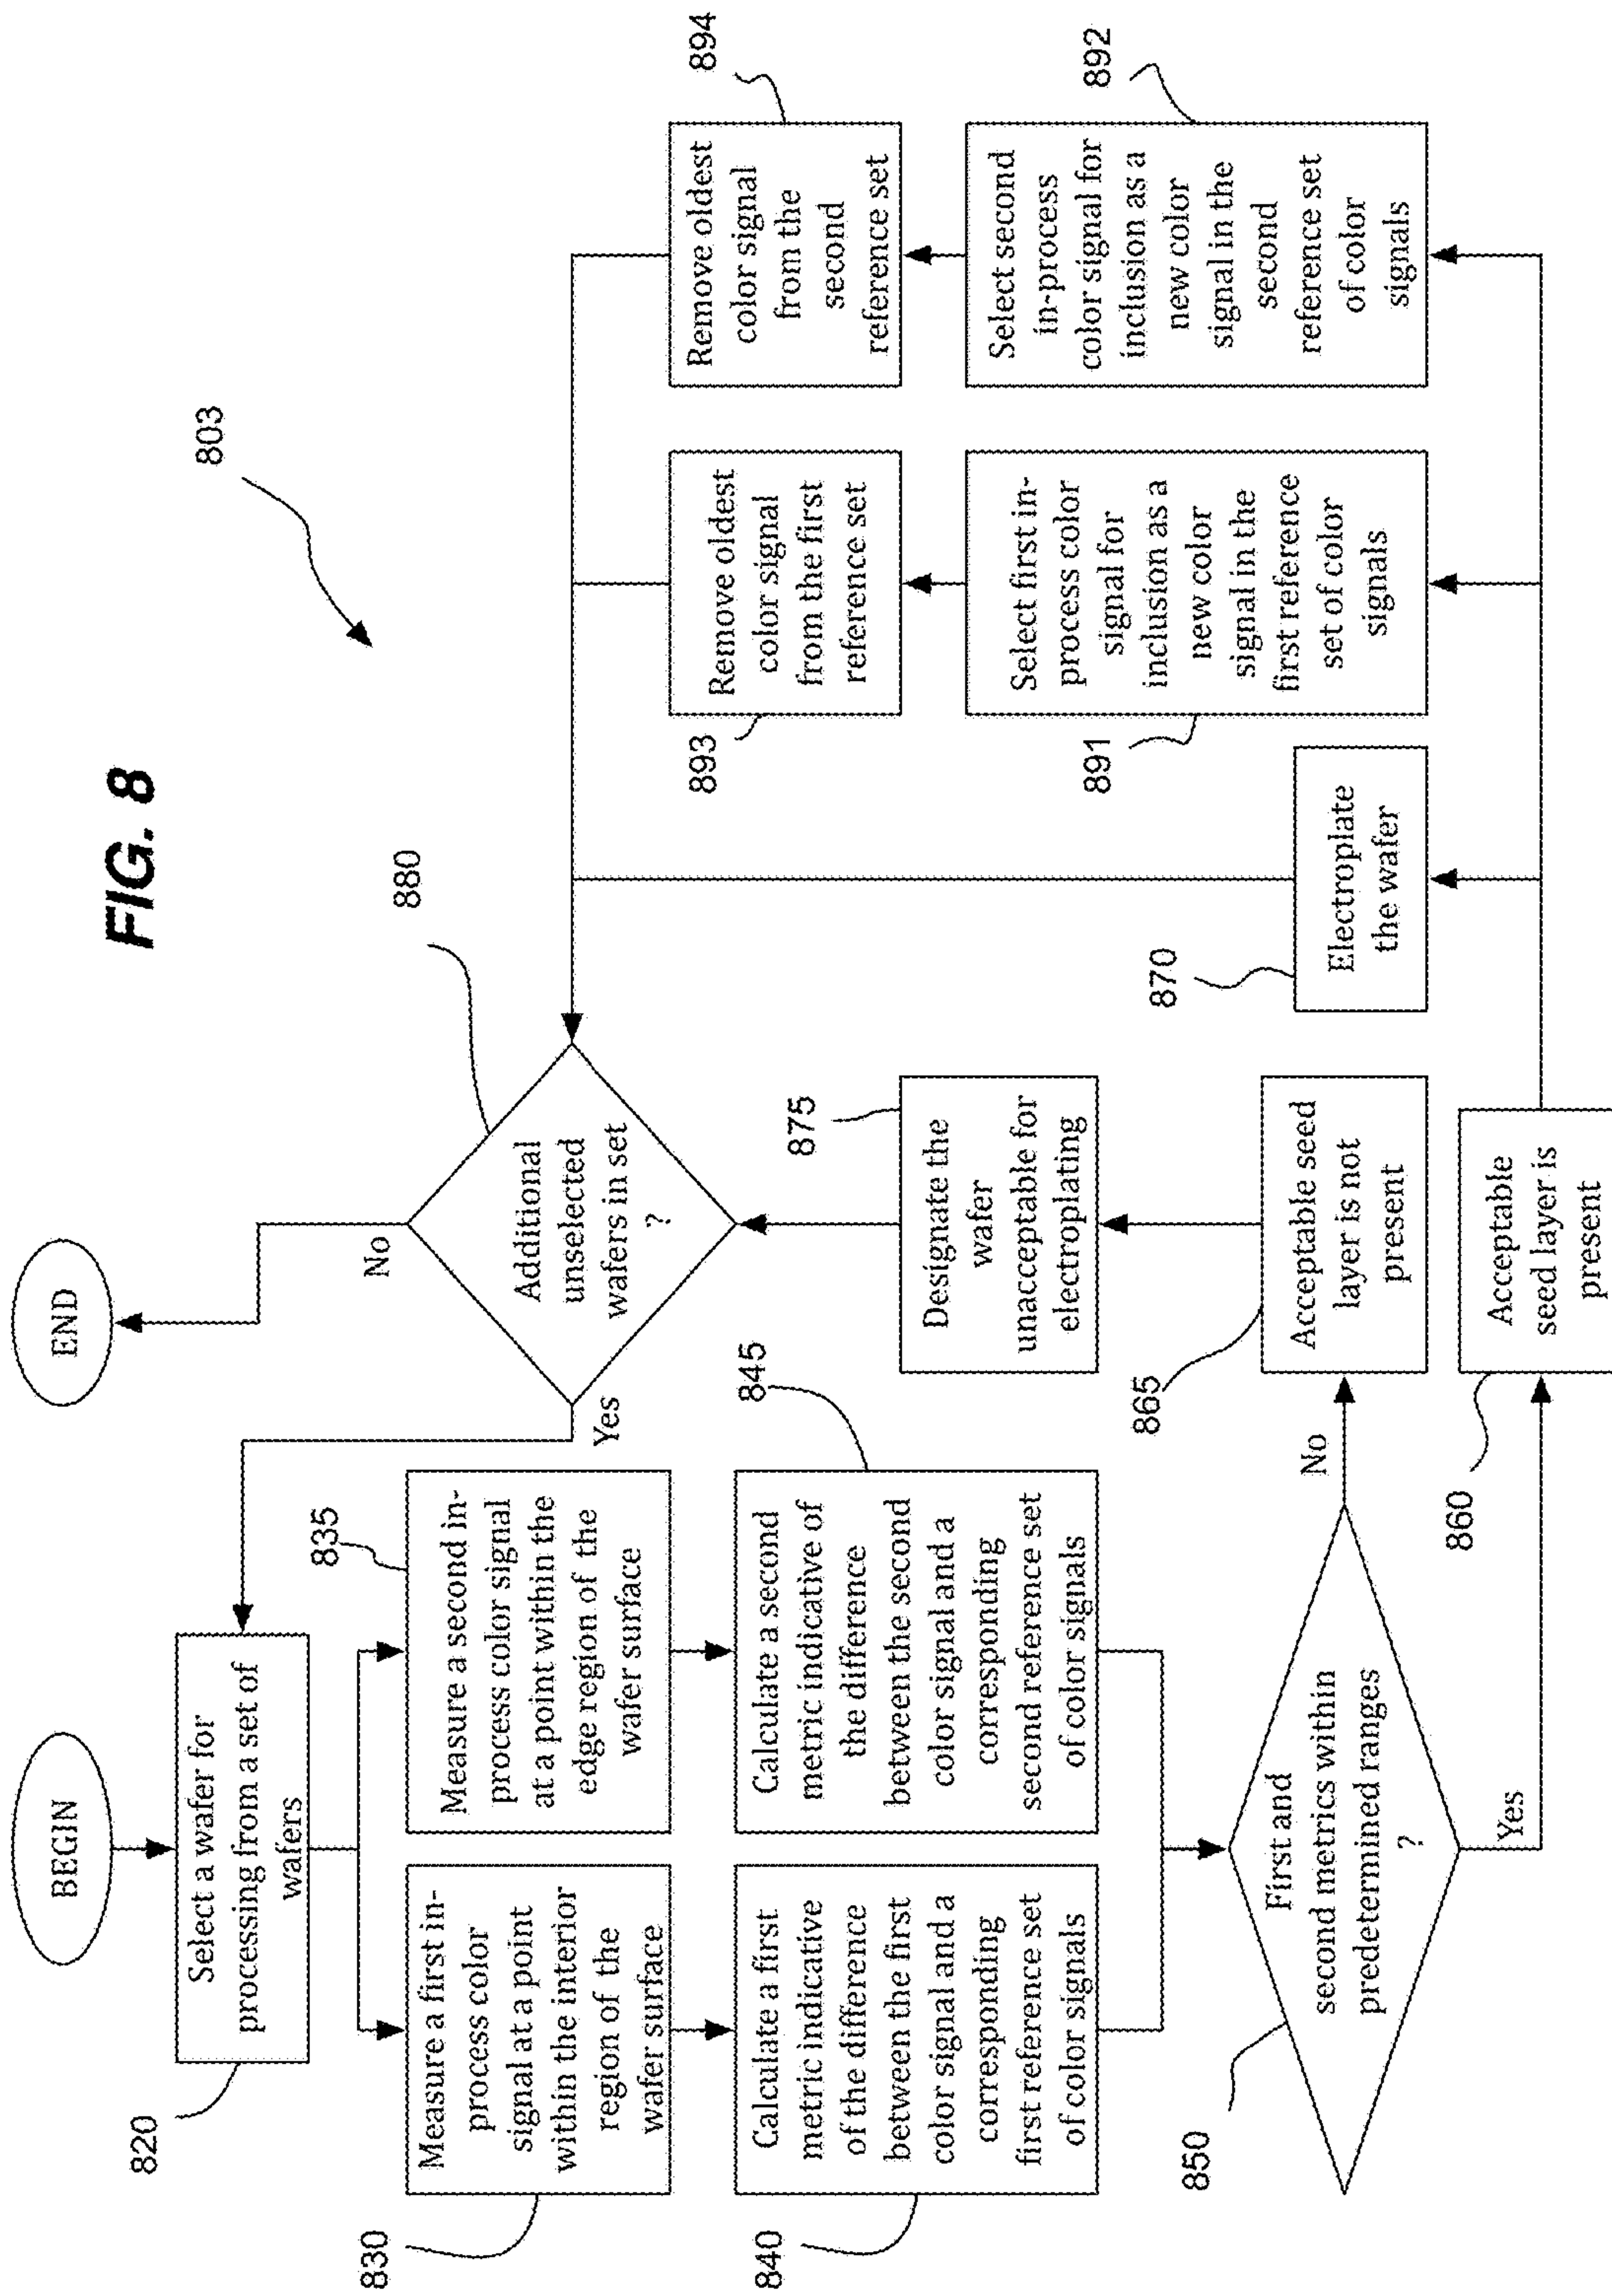 FIG. 8
803
BEGIN
820
Select a wafer for
processing from a set of
wafers
830
Measure a first in-
process color
signal at a point
within the interior
region of the
wafer surface
835
Measure a second in-
process color signal
at a point within the
edge region of the
wafer surface
840
Calculate a first
metric indicative
of the difference
between the first
color signal and a
corresponding
first reference set
of color signals
845
Calculate a second
metric indicative of
the difference
between the second
color signal and a
corresponding
second reference set
of color signals
850
First and
second metrics within
predetermined ranges
?
No
Yes
865
Acceptable seed
layer is not
present
860
Acceptable
seed layer is
present
875
Designate the
wafer
unacceptable for
electroplating
870
Electroplate
the wafer
891
Select first in-
process color
signal for
inclusion as a
new color
signal in the
first reference
set of color
signals
892
Select second
in-process
color signal for
inclusion as a
new color
signal in the
second
reference set
of color
signals
893
Remove oldest
color signal
from the first
reference set
894
Remove oldest
color signal
from the
second
reference set
880
Additional
unselected
wafers in set
?
Yes
No
END